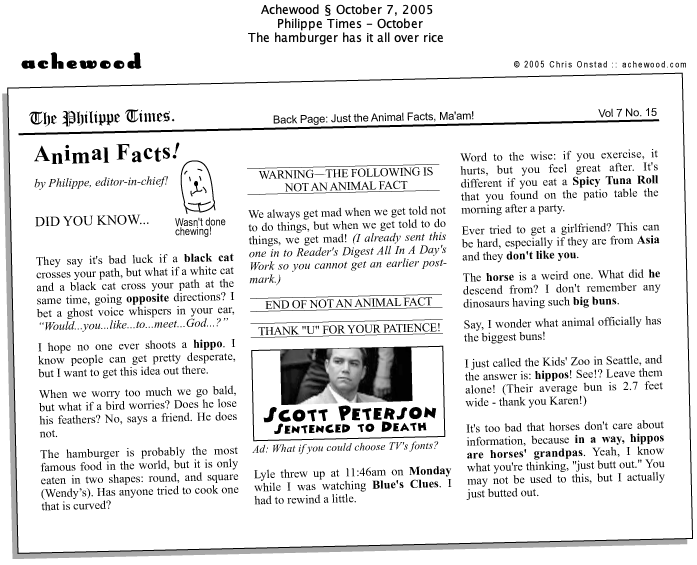 Achewood § October 7, 2005
Philippe Times - October
The hamburger has it all over rice
achewood
© 2005 Chris Onstad :: achewood.com
The Philippe Times.
Back Page: Just the Animal Facts, Ma'am!
Vol 7 No. 15
Animal Facts!
by Philippe, editor-in-chief!
DID YOU KNOW...
Wasn't done
chewing!
They say it's bad luck if a black cat
crosses your path, but what if a white cat
and a black cat cross your path at the
same time, going opposite directions? I
bet a ghost voice whispers in your ear,
"Would...you...like...to...meet...God...?"
I hope no one ever shoots a hippo. I
know people can get pretty desperate,
but I want to get this idea out there.
When we worry too much we go bald,
but what if a bird worries? Does he lose
his feathers? No, says a friend. He does
not.
The hamburger is probably the most
famous food in the world, but it is only
eaten in two shapes: round, and square
(Wendy's). Has anyone tried to cook one
that is curved?
WARNING—THE FOLLOWING IS
NOT AN ANIMAL FACT
We always get mad when we get told not
to do things, but when we get told to do
things, we get mad! (I already sent this
one in to Reader's Digest All In A Day's
Work so you cannot get an earlier post-
mark.)
END OF NOT AN ANIMAL FACT
THANK "U" FOR YOUR PATIENCE!
SCOTT PETERSON
SENTENCED TO DEATH
Ad: What if you could choose TV's fonts?
Lyle threw up at 11:46am on Monday
while I was watching Blue's Clues. I
had to rewind a little.
Word to the wise: if you exercise, it
hurts, but you feel great after. It's
different if you eat a Spicy Tuna Roll
that you found on the patio table the
morning after a party.
Ever tried to get a girlfriend? This can
be hard, especially if they are from Asia
and they don't like you.
The horse is a weird one. What did he
descend from? I don't remember any
dinosaurs having such big buns.
Say, I wonder what animal officially has
the biggest buns!
I just called the Kids' Zoo in Seattle, and
the answer is: hippos! See!? Leave them
alone! (Their average bun is 2.7 feet
wide - thank you Karen!)
It's too bad that horses don't care about
information, because in a way, hippos
are horses' grandpas. Yeah, I know
what you're thinking, "just butt out." You
may not be used to this, but I actually
just butted out.